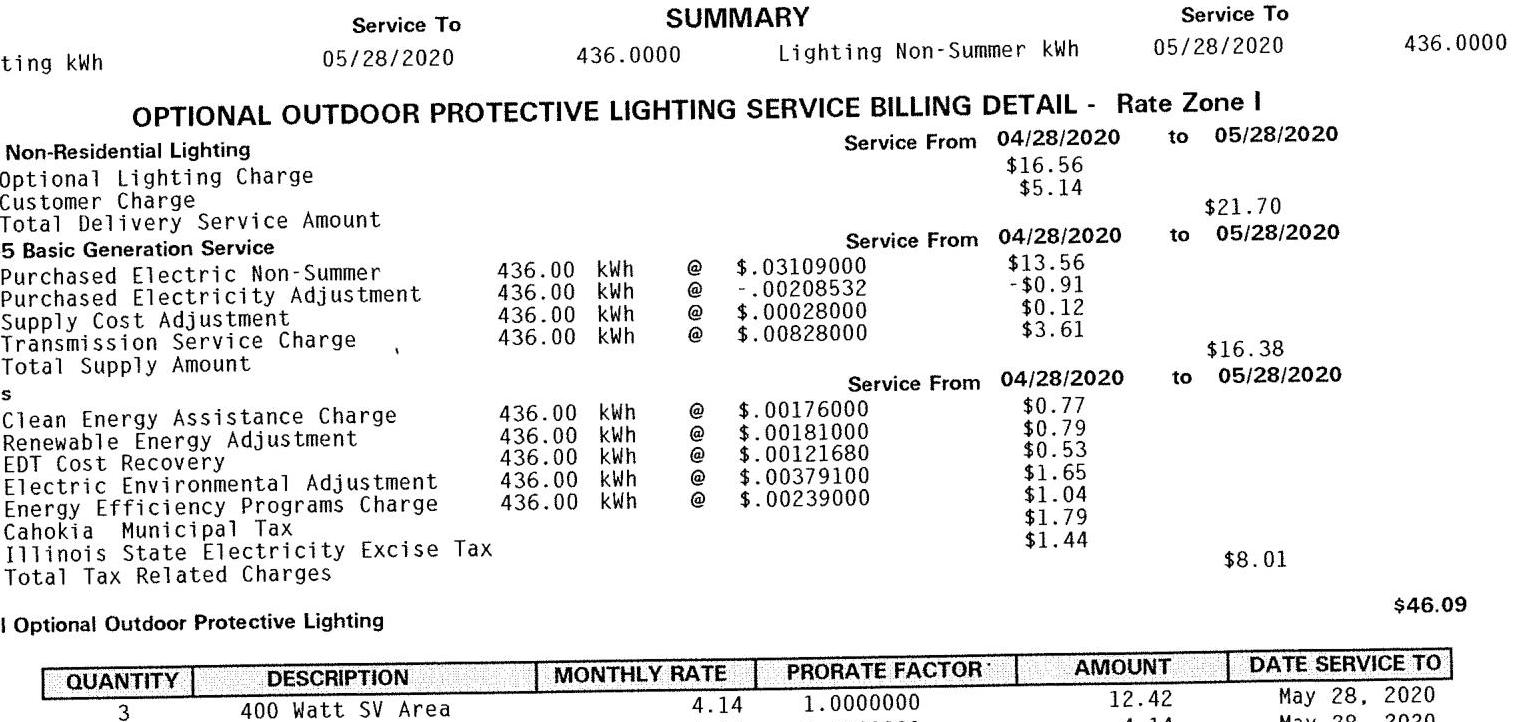 SUMMARY
Service To Service To
ting kWh 05/28/2020 436.0000 Lighting Non-Summer kWh 05/28/2020 436.0000
OPTIONAL OUTDOOR PROTECTIVE LIGHTING SERVICE BILLING DETAIL - Rate Zone I
Non-Residential Lighting Service From 04/28/2020 to 05/28/2020
Optional Lighting Charge $16.56
Customer Charge $5.14
Total Delivery Service Amount $21.70
5 Basic Generation Service Service From 04/28/2020 to 05/28/2020
Purchased Electric Non-Summer 436.00 kWh @ $.03109000 $13.56
Purchased Electricity Adjustment 436.00 kWh @ -.00208532 -$0.91
Supply Cost Adjustment 436.00 kWh @ $.00028000 $0.12
Transmission Service Charge 436.00 kWh @ $.00828000 $3.61
Total Supply Amount $16.38
s Service From 04/28/2020 to 05/28/2020
Clean Energy Assistance Charge 436.00 kWh @ $.00176000 $0.77
Renewable Energy Adjustment 436.00 kWh @ $.00181000 $0.79
EDT Cost Recovery 436.00 kWh @ $.00121680 $0.53
Electric Environmental Adjustment 436.00 kWh @ $.00379100 $1.65
Energy Efficiency Programs Charge 436.00 kWh @ $.00239000 $1.04
Cahokia Municipal Tax $1.79
Illinois State Electricity Excise Tax $1.44
Total Tax Related Charges $8.01
l Optional Outdoor Protective Lighting $46.09
QUANTITY DESCRIPTION MONTHLY RATE PRORATE FACTOR AMOUNT DATE SERVICE TO
3 400 Watt SV Area 4.14 1.0000000 12.42 May 28, 2020